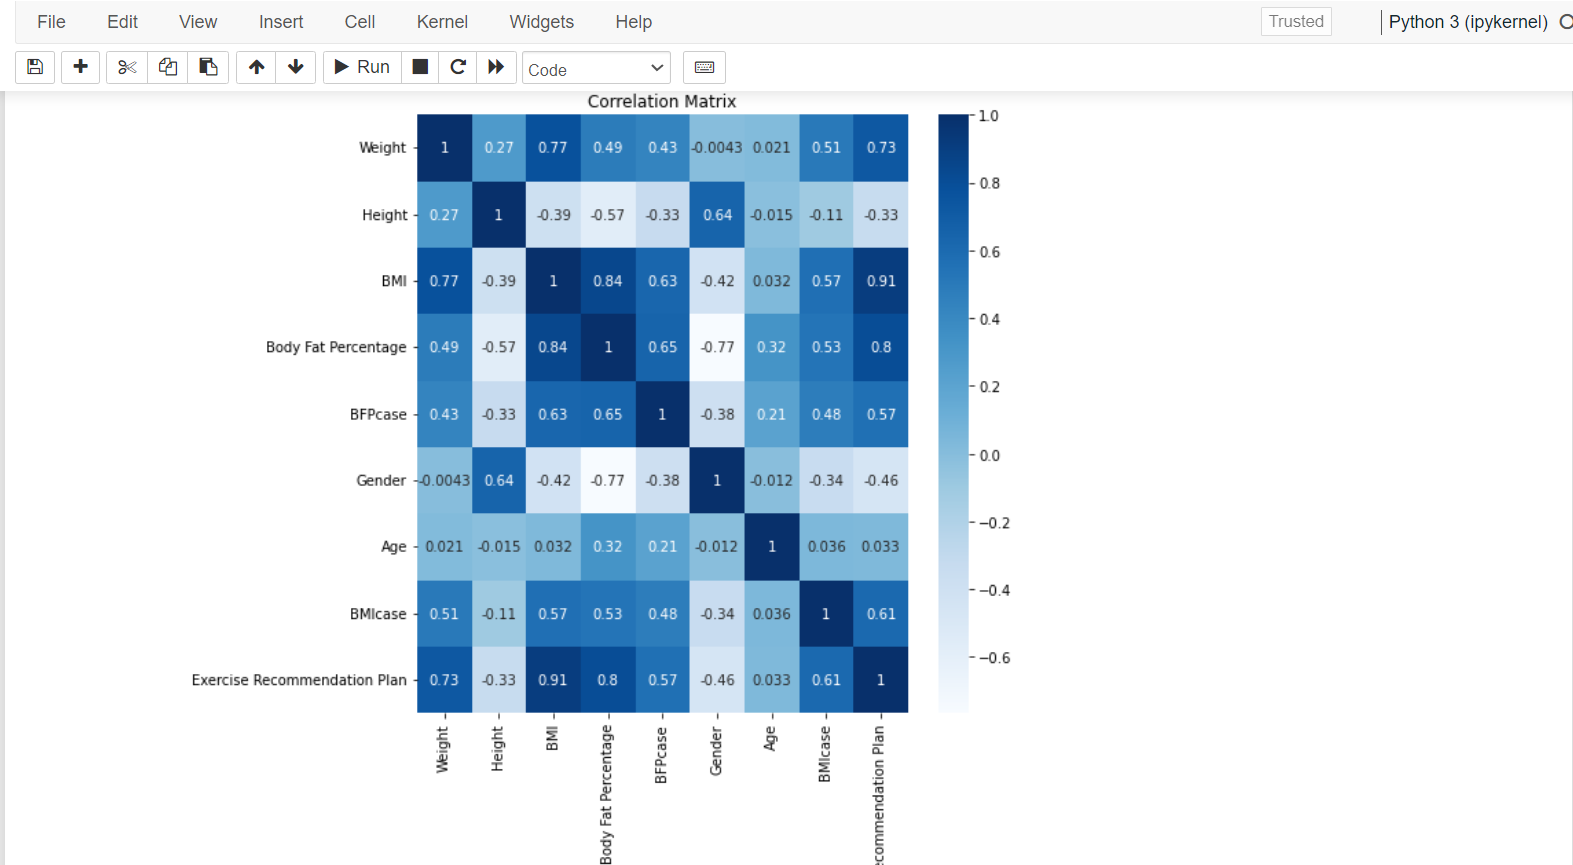 File Edit View Insert Cell Kernel Widgets Help Trusted Python 3 (ipykernel)
Run Code
Correlation Matrix
Weight 1 0.27 0.77 0.49 0.43 -0.0043 0.021 0.51 0.73
Height 0.27 1 -0.39 -0.57 -0.33 0.64 -0.015 -0.11 -0.33
BMI 0.77 -0.39 1 0.84 0.63 -0.42 0.032 0.57 0.91
Body Fat Percentage 0.49 -0.57 0.84 1 0.65 -0.77 0.32 0.53 0.8
BFPcase 0.43 -0.33 0.63 0.65 1 -0.38 0.21 0.48 0.57
Gender -0.0043 0.64 -0.42 -0.77 -0.38 1 -0.012 -0.34 -0.46
Age 0.021 -0.015 0.032 0.32 0.21 -0.012 1 0.036 0.033
BMIcase 0.51 -0.11 0.57 0.53 0.48 -0.34 0.036 1 0.61
Exercise Recommendation Plan 0.73 -0.33 0.91 0.8 0.57 -0.46 0.033 0.61 1
Weight
Height
BMI
Body Fat Percentage
BFPcase
Gender
Age
BMIcase
ecommendation Plan
1.0
0.8
0.6
0.4
0.2
0.0
−0.2
−0.4
−0.6